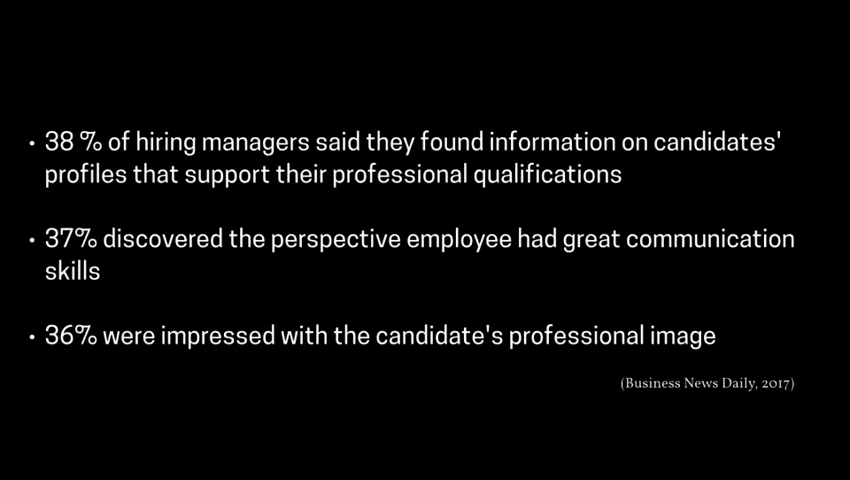 • 38 % of hiring managers said they found information on candidates'
profiles that support their professional qualifications
• 37% discovered the perspective employee had great communication
skills
• 36% were impressed with the candidate's professional image
(Business News Daily, 2017)